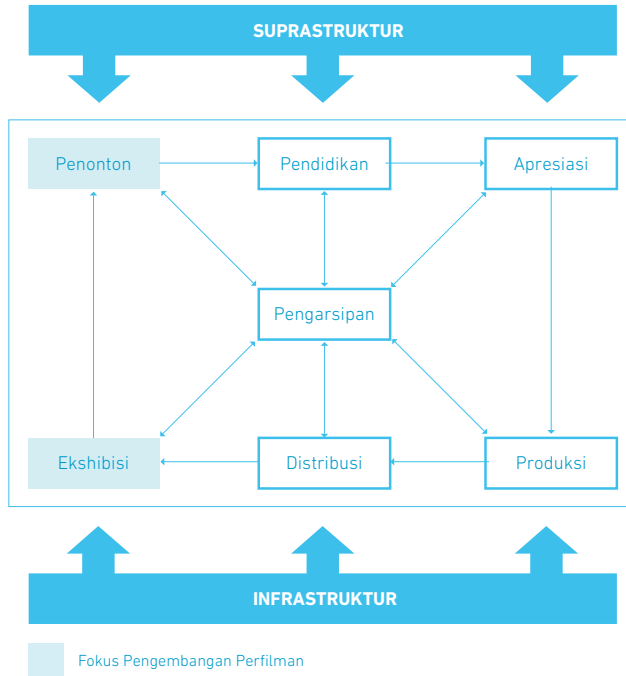 SUPRASTRUKTUR
Penonton
Pendidikan
Apresiasi
Pengarsipan
Ekshibisi
Distribusi
Produksi
INFRASTRUKTUR
Fokus Pengembangan Perfilman